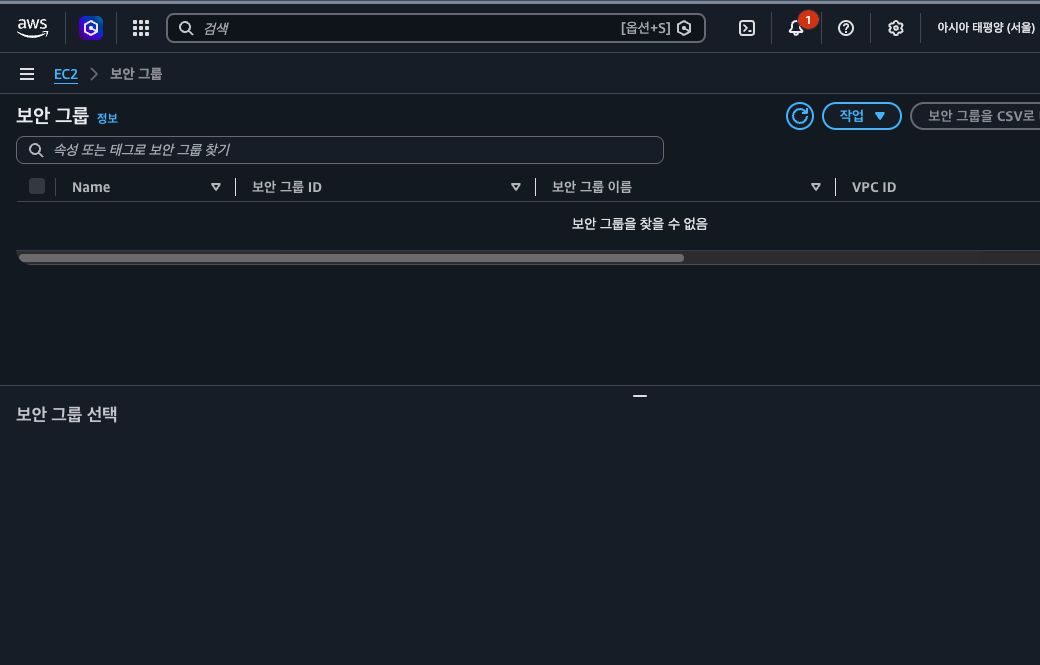 aws
검색 [옵션+S]
1
아시아 태평양 (서울)
EC2 보안 그룹
보안 그룹 정보
작업
보안 그룹을 CSV로
속성 또는 태그로 보안 그룹 찾기
Name 보안 그룹 ID 보안 그룹 이름 VPC ID
보안 그룹을 찾을 수 없음
보안 그룹 선택